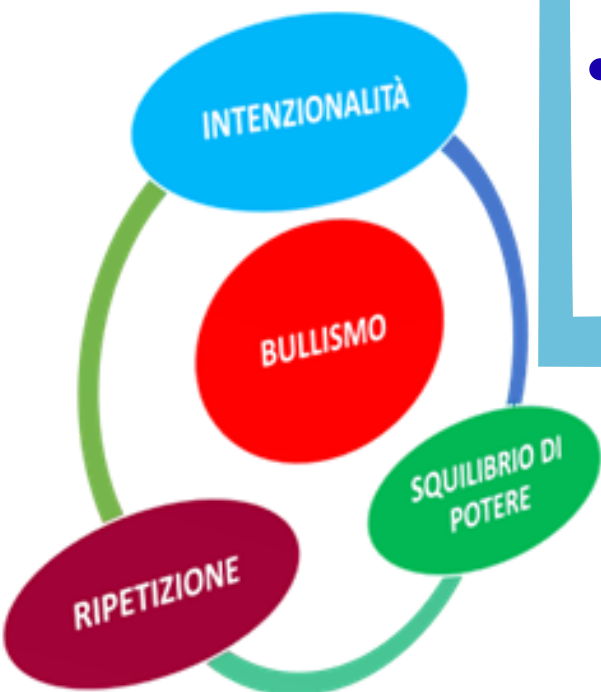 INTENZIONALITÀ
BULLISMO
SQUILIBRIO DI
POTERE
RIPETIZIONE